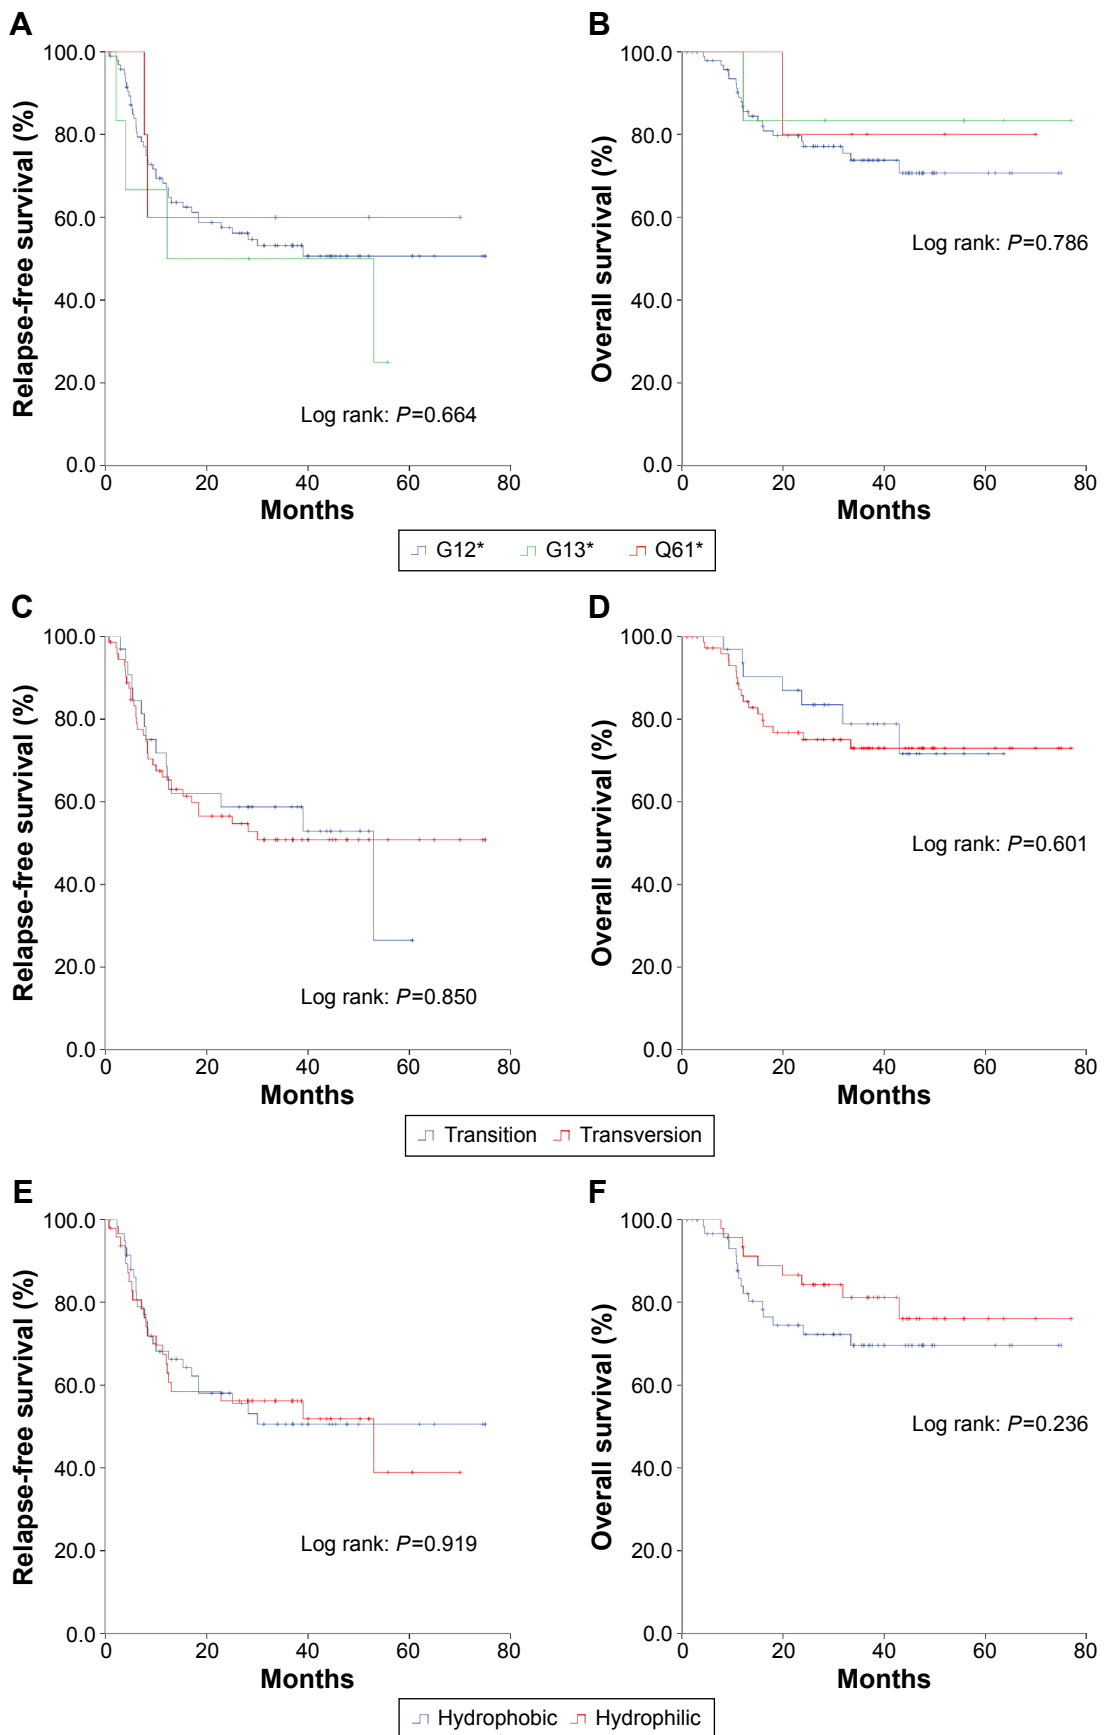 A
Relapse-free survival (%)
100.0
80.0
60.0
40.0
20.0
0.0
0
20
40
60
80
Months
Log rank: P=0.664
B
Overall survival (%)
100.0
80.0
60.0
40.0
20.0
0.0
0
20
40
60
80
Months
Log rank: P=0.786
G12* G13* Q61*
C
Relapse-free survival (%)
100.0
80.0
60.0
40.0
20.0
0.0
0
20
40
60
80
Months
Log rank: P=0.850
D
Overall survival (%)
100.0
80.0
60.0
40.0
20.0
0.0
0
20
40
60
80
Months
Log rank: P=0.601
Transition Transversion
E
Relapse-free survival (%)
100.0
80.0
60.0
40.0
20.0
0.0
0
20
40
60
80
Months
Log rank: P=0.919
F
Overall survival (%)
100.0
80.0
60.0
40.0
20.0
0.0
0
20
40
60
80
Months
Log rank: P=0.236
Hydrophobic Hydrophilic